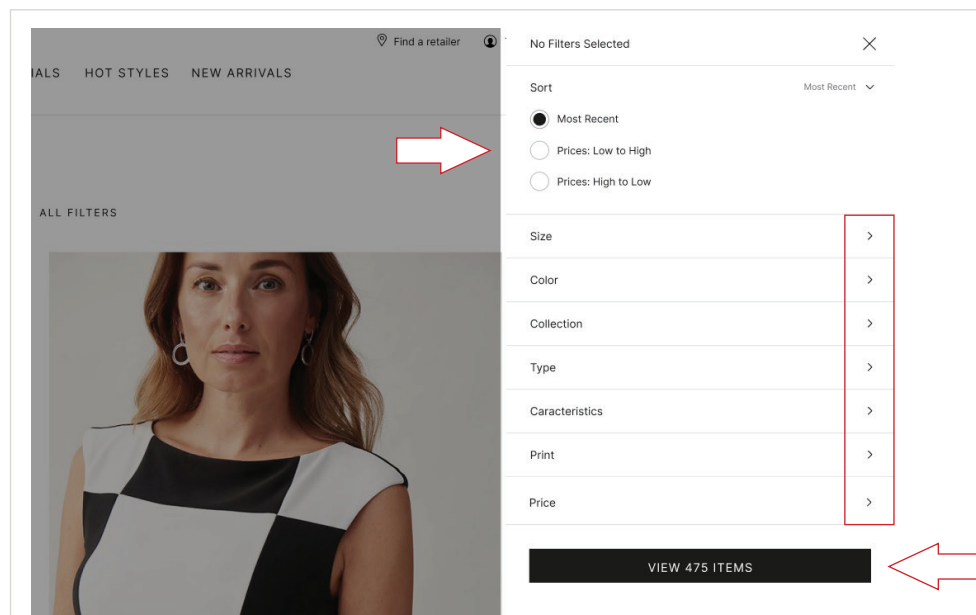 Find a retailer
IALS HOT STYLES NEW ARRIVALS
ALL FILTERS
No Filters Selected
Sort Most Recent
Most Recent
Prices: Low to High
Prices: High to Low
Size
Color
Collection
Type
Caracteristics
Print
Price
VIEW 475 ITEMS